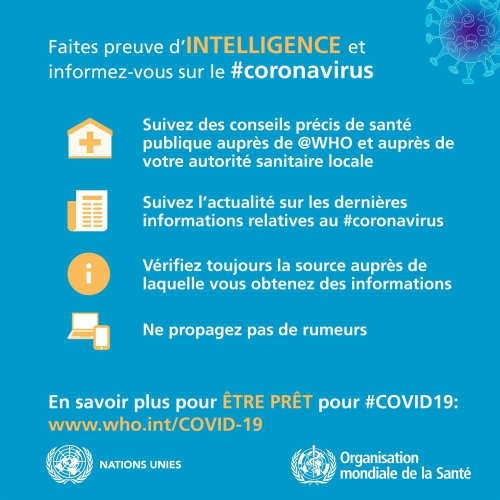 Faites preuve d'INTELLIGENCE et
informez-vous sur le #coronavirus
Suivez des conseils précis de santé
publique auprès de @WHO et auprès de
votre autorité sanitaire locale
Suivez l'actualité sur les dernières
informations relatives au #coronavirus
Vérifiez toujours la source auprès de
laquelle vous obtenez des informations
Ne propagez pas de rumeurs
En savoir plus pour ÊTRE PRÊT pour #COVID19:
www.who.int/COVID-19
NATIONS UNIES
Organisation
mondiale de la Santé